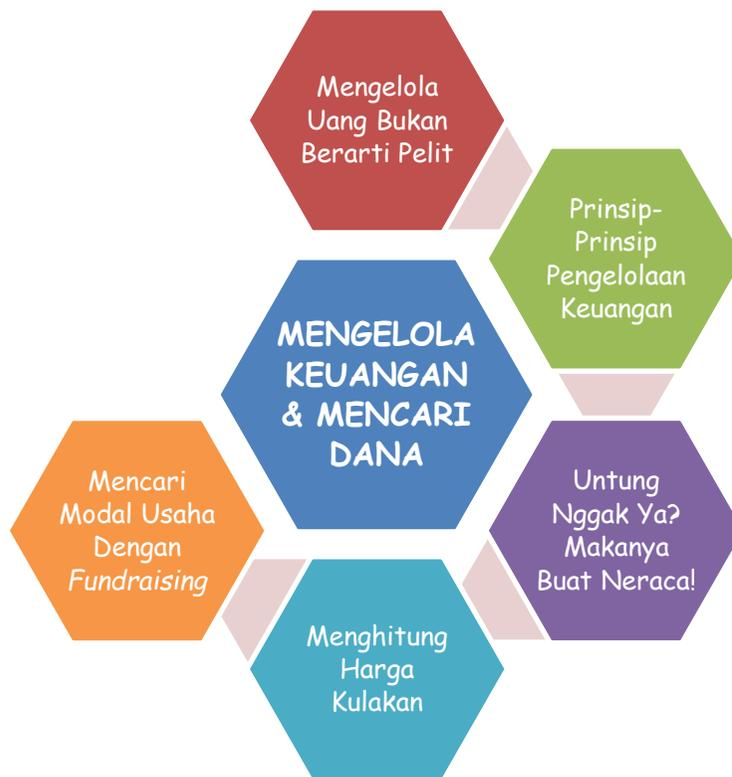 Mengelola
Uang Bukan
Berarti Pelit
Prinsip-
Prinsip
Pengelolaan
Keuangan
MENGELOLA
KEUANGAN
& MENCARI
DANA
Untung
Nggak Ya?
Makanya
Buat Neraca!
Menghitung
Harga
Kulakan
Mencari
Modal Usaha
Dengan
Fundraising